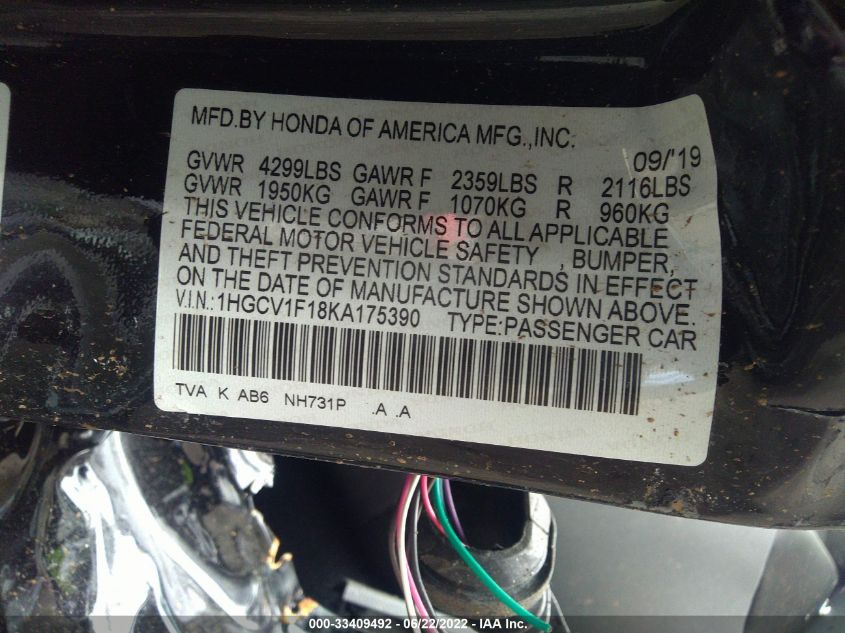 MFD.BY HONDA OF AMERICA MFG.,INC.
09/'19
GVWR 4299LBS GAWR F 2359LBS R 2116LBS
GVWR 1950KG GAWR F 1070KG R 960KG
THIS VEHICLE CONFORMS TO ALL APPLICABLE
FEDERAL MOTOR VEHICLE SAFETY , BUMPER,
AND THEFT PREVENTION STANDARDS IN EFFECT
ON THE DATE OF MANUFACTURE SHOWN ABOVE.
V.I.N.:1HGCV1F18KA175390 TYPE:PASSENGER CAR
TVA K AB6 NH731P .A .A
000-33409492 - 06/22/2022 - IAA Inc.